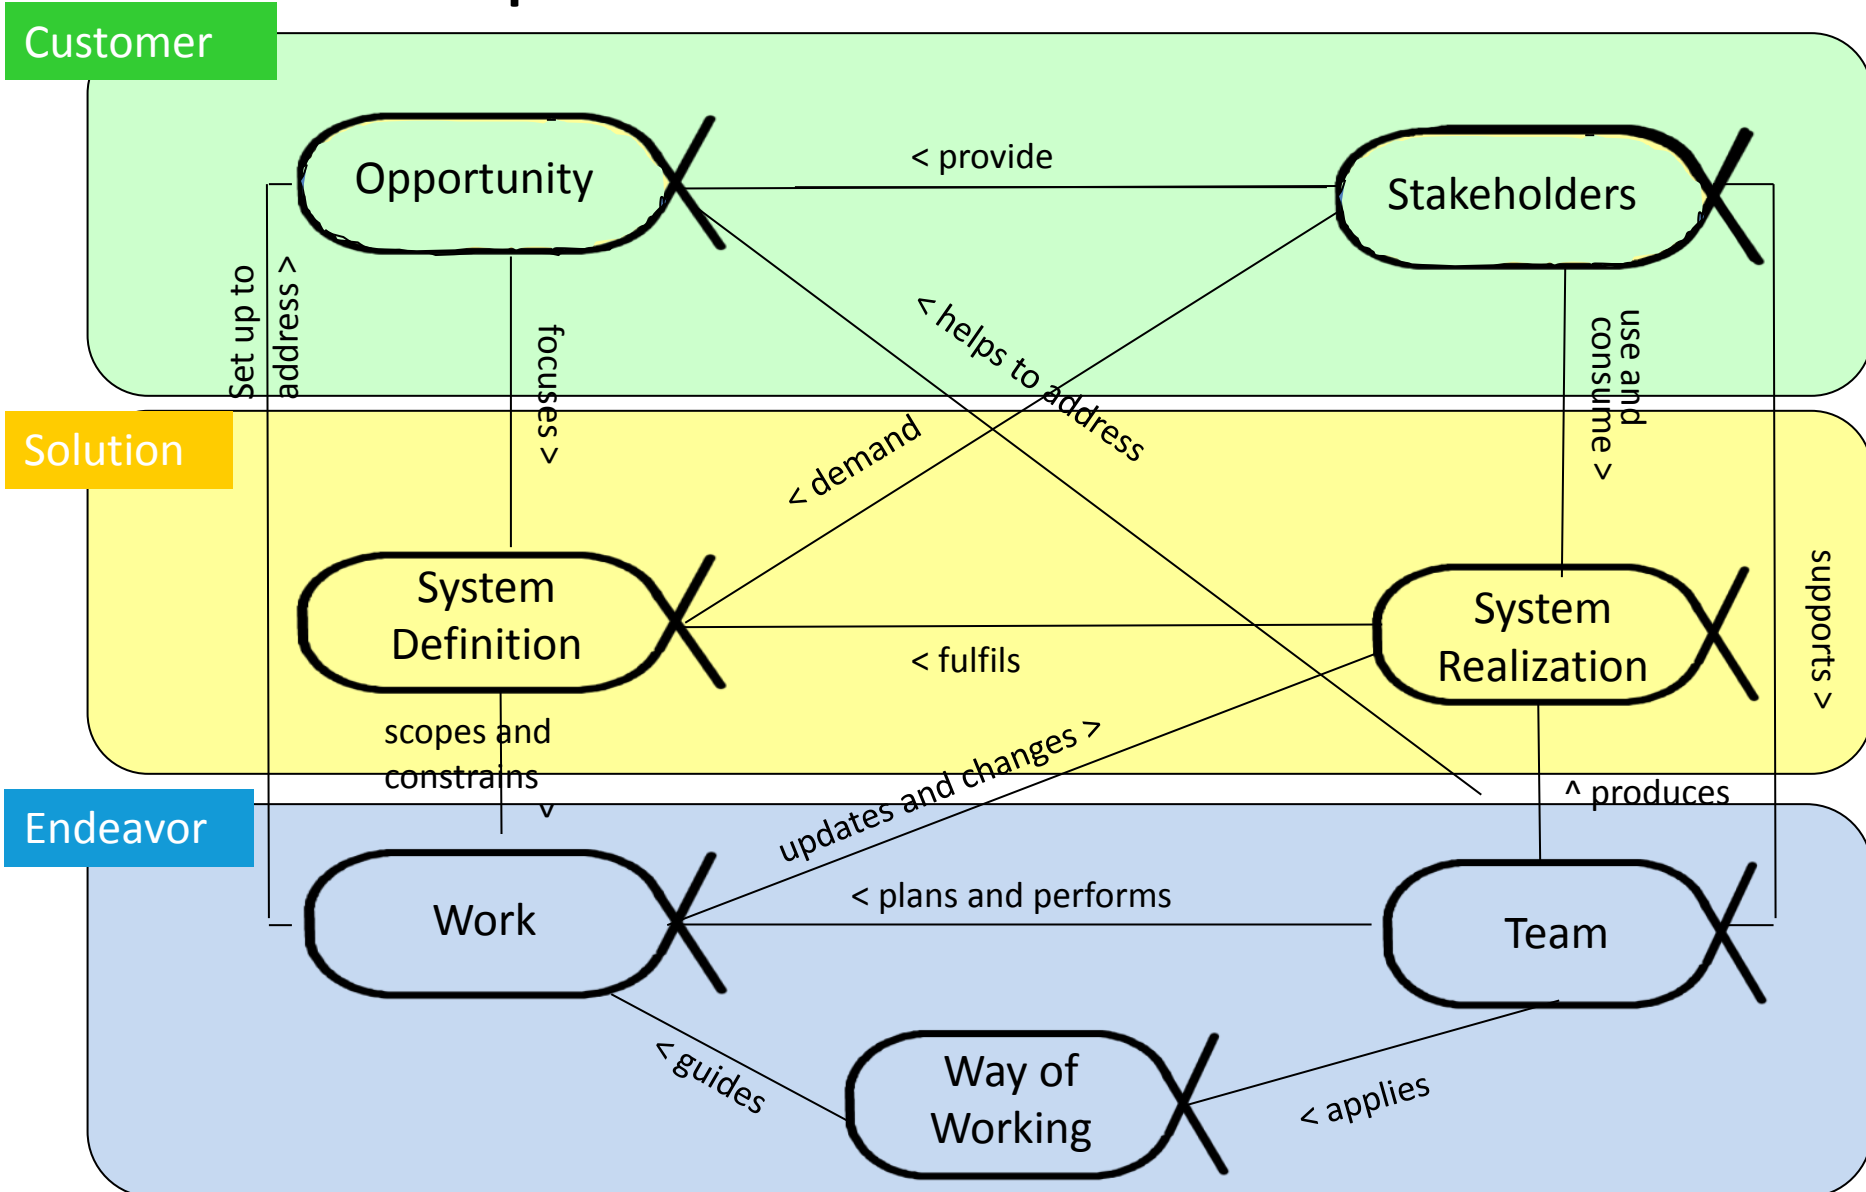 Customer
Opportunity
< provide
Stakeholders
Set up to
address >
focuses >
< helps to address
use and
consume >
Solution
< demand
System
Definition
< fulfils
System
Realization
supports >
scopes and
constrains
>
updates and changes >
^ produces
Endeavor
Work
< plans and performs
Team
< guides
Way of
Working
< applies